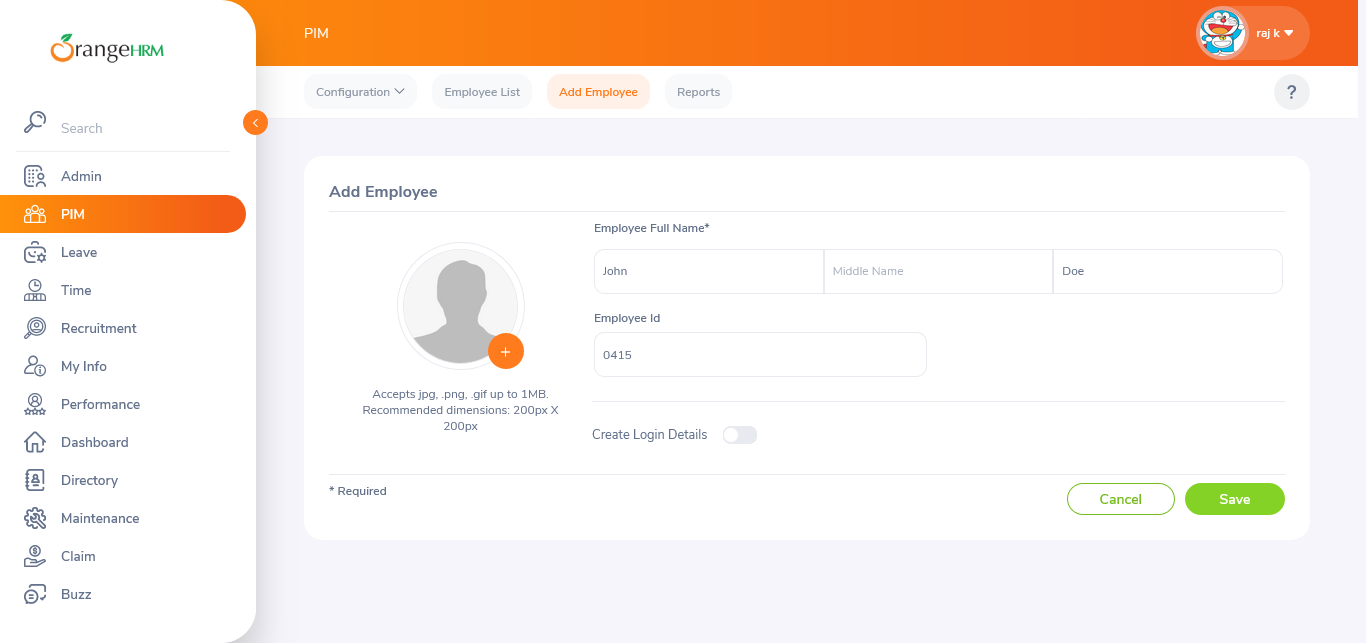 OrangeHRM
PIM
raj k
Configuration
Employee List
Add Employee
Reports
?
Search
Admin
PIM
Leave
Time
Recruitment
My Info
Performance
Dashboard
Directory
Maintenance
Claim
Buzz
Add Employee
Employee Full Name*
John
Middle Name
Doe
Employee Id
0415
+
Accepts jpg, .png, .gif up to 1MB.
Recommended dimensions: 200px X
200px
Create Login Details
* Required
Cancel
Save